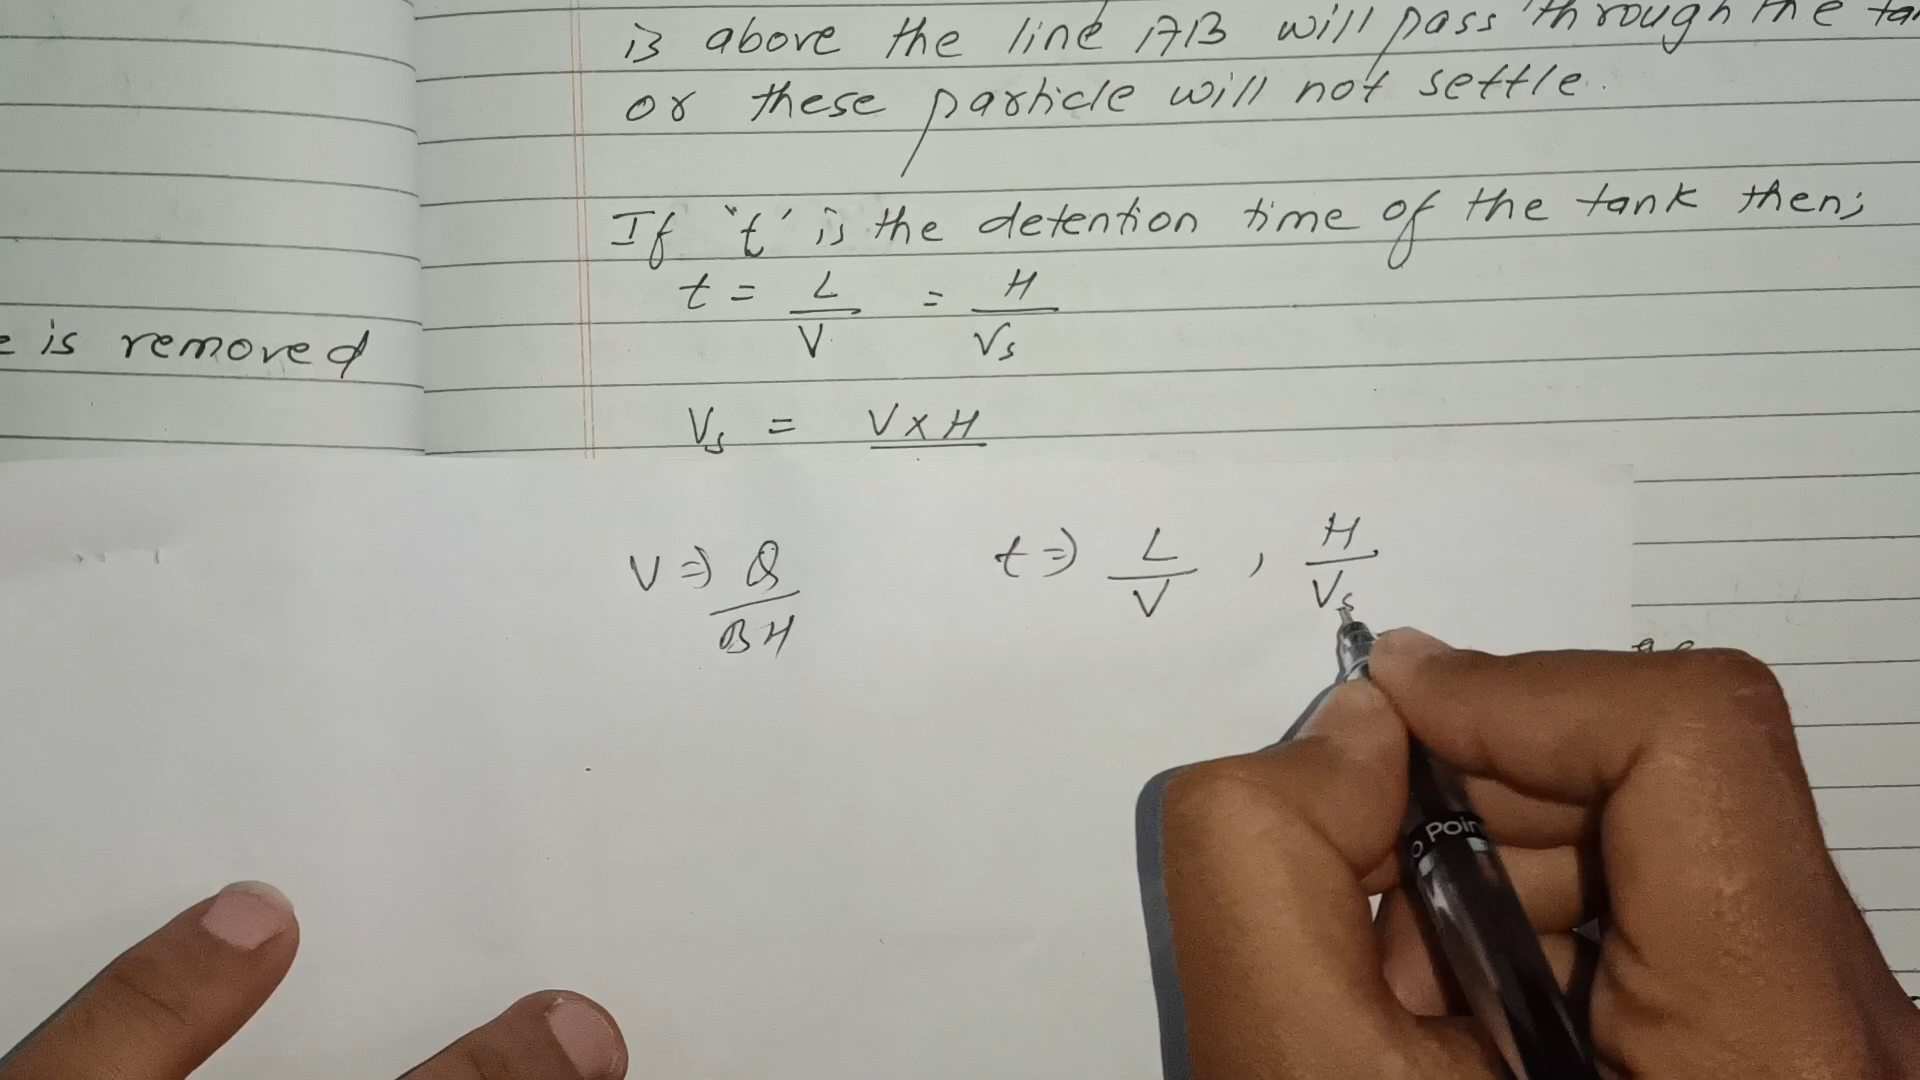 is above the line AB will pass through the
or these particle will not settle.
If 't' is the detention time of the tank then;
t = L/V = H/Vs
is removed
Vs = V x H
V => Q/BH
t => L/V , H/Vs
Poin